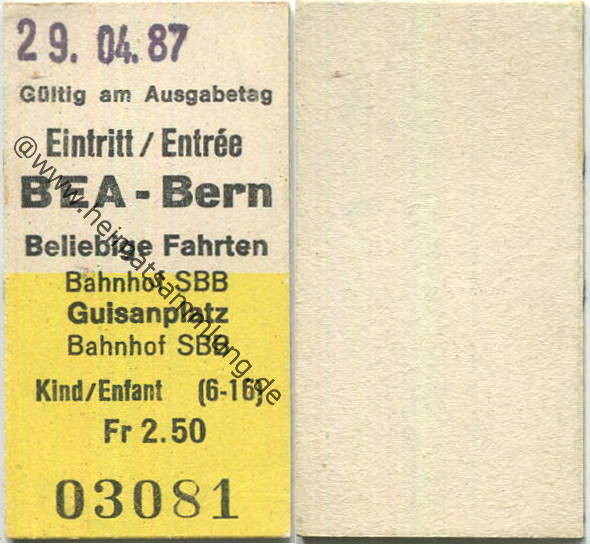 29. 04. 87
Gültig am Ausgabetag
Eintritt / Entrée
BEA - Bern
Beliebige Fahrten
Bahnhof SBB
Guisanplatz
Bahnhof SBB
Kind/Enfant (6-16)
Fr 2.50
03081
@www.heimatsammlung.de